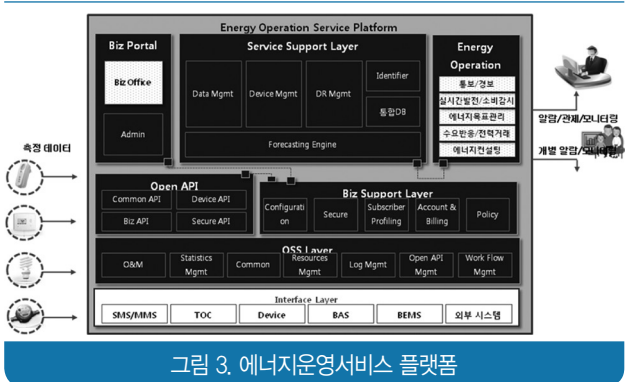 Energy Operation Service Platform
Biz Portal
Biz Office
Admin
Service Support Layer
Data Mgmt
Device Mgmt
DR Mgmt
Identifier
통합DB
Forecasting Engine
Energy
Operation
통보/경보
실시간발전/소비감시
에너지목표관리
수요반응/전력거래
에너지컨설팅
알람/관제/모니터링
개별 알람/모니터링
측정 데이터
Open API
Common API
Device API
Biz API
Secure API
Biz Support Layer
Configurati
on
Secure
Subscriber
Profiling
Account &
Billing
Policy
OSS Layer
O&M
Statistics
Mgmt
Common
Resources
Mgmt
Log Mgmt
Open API
Mgmt
Work Flow
Mgmt
Interface Layer
SMS/MMS
TOC
Device
BAS
BEMS
외부 시스템
그림 3. 에너지운영서비스 플랫폼